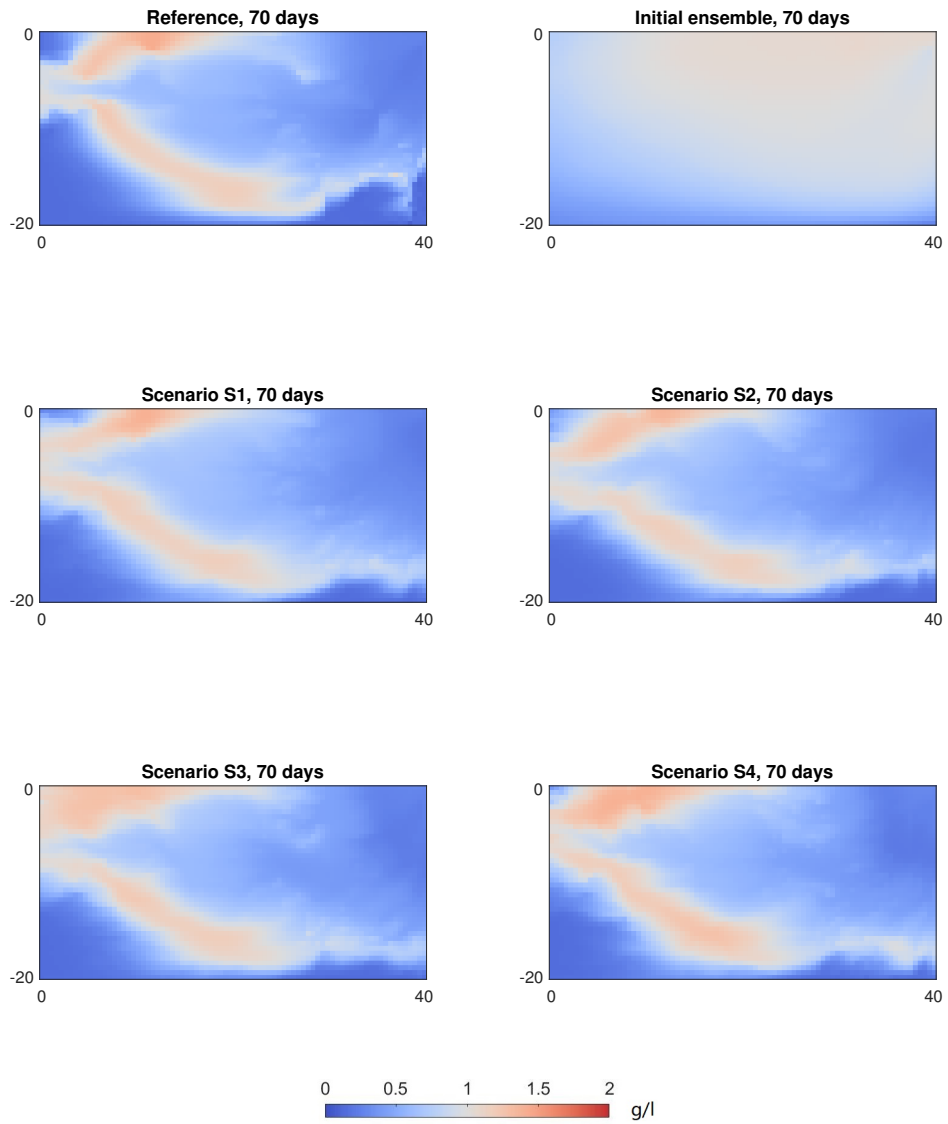 Reference, 70 days
0
-20
0 40
Initial ensemble, 70 days
0
-20
0 40
Scenario S1, 70 days
0
-20
0 40
Scenario S2, 70 days
0
-20
0 40
Scenario S3, 70 days
0
-20
0 40
Scenario S4, 70 days
0
-20
0 40
0 0.5 1 1.5 2
g/l